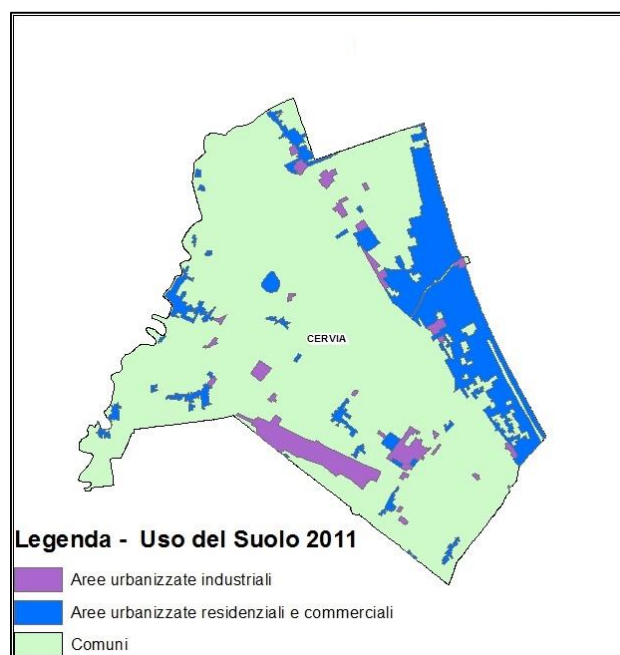 CERVIA
Legenda - Uso del Suolo 2011
Aree urbanizzate industriali
Aree urbanizzate residenziali e commerciali
Comuni